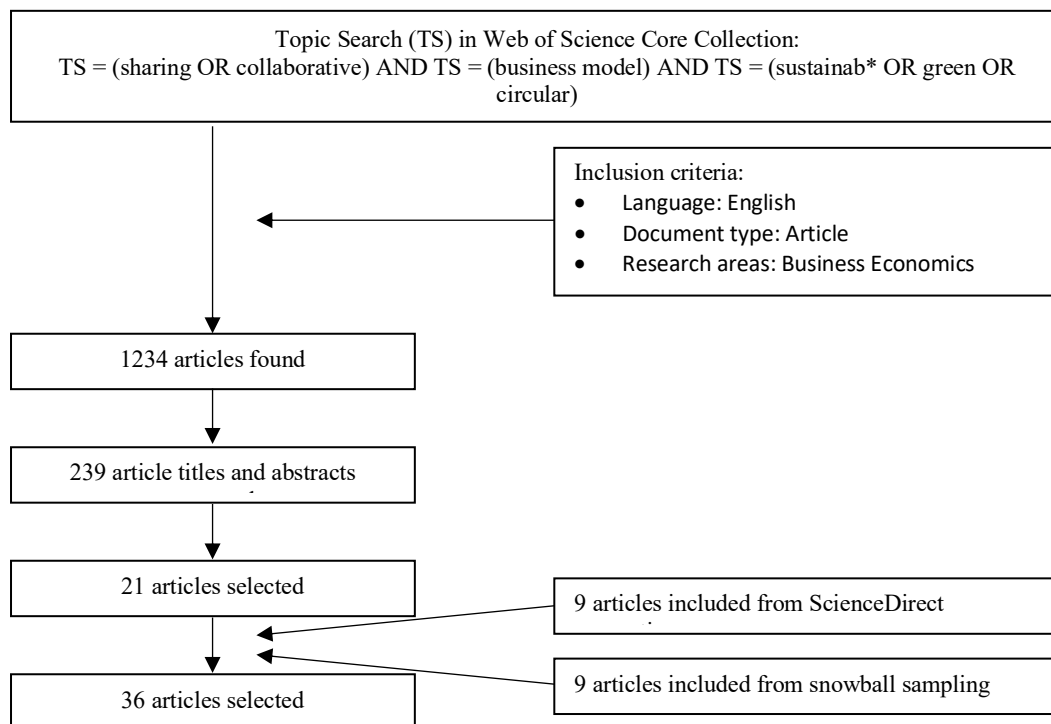 Topic Search (TS) in Web of Science Core Collection:
TS = (sharing OR collaborative) AND TS = (business model) AND TS = (sustainab* OR green OR
circular)
Inclusion criteria:
• Language: English
• Document type: Article
• Research areas: Business Economics
1234 articles found
239 article titles and abstracts
21 articles selected
9 articles included from ScienceDirect
9 articles included from snowball sampling
36 articles selected